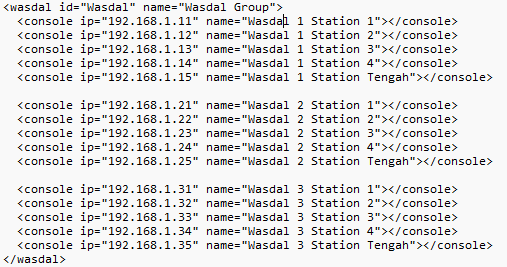 <wasdal id="Wasdal" name="Wasdal Group">
<console ip="192.168.1.11" name="Wasdal 1 Station 1"></console>
<console ip="192.168.1.12" name="Wasdal 1 Station 2"></console>
<console ip="192.168.1.13" name="Wasdal 1 Station 3"></console>
<console ip="192.168.1.14" name="Wasdal 1 Station 4"></console>
<console ip="192.168.1.15" name="Wasdal 1 Station Tengah"></console>
<console ip="192.168.1.21" name="Wasdal 2 Station 1"></console>
<console ip="192.168.1.22" name="Wasdal 2 Station 2"></console>
<console ip="192.168.1.23" name="Wasdal 2 Station 3"></console>
<console ip="192.168.1.24" name="Wasdal 2 Station 4"></console>
<console ip="192.168.1.25" name="Wasdal 2 Station Tengah"></console>
<console ip="192.168.1.31" name="Wasdal 3 Station 1"></console>
<console ip="192.168.1.32" name="Wasdal 3 Station 2"></console>
<console ip="192.168.1.33" name="Wasdal 3 Station 3"></console>
<console ip="192.168.1.34" name="Wasdal 3 Station 4"></console>
<console ip="192.168.1.35" name="Wasdal 3 Station Tengah"></console>
</wasdal>